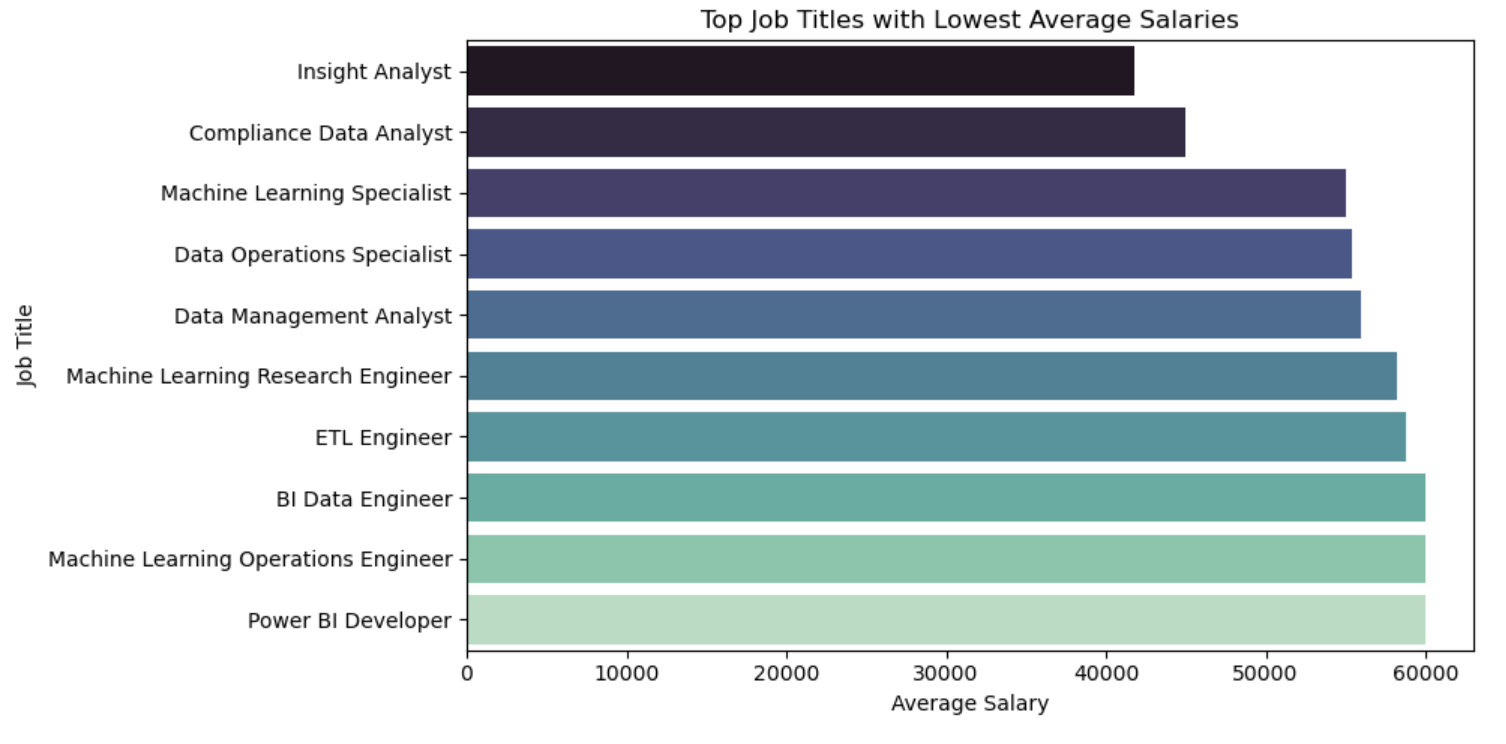 Top Job Titles with Lowest Average Salaries
Insight Analyst
Compliance Data Analyst
Machine Learning Specialist
Data Operations Specialist
Data Management Analyst
Machine Learning Research Engineer
ETL Engineer
BI Data Engineer
Machine Learning Operations Engineer
Power BI Developer
Job Title
0 10000 20000 30000 40000 50000 60000
Average Salary